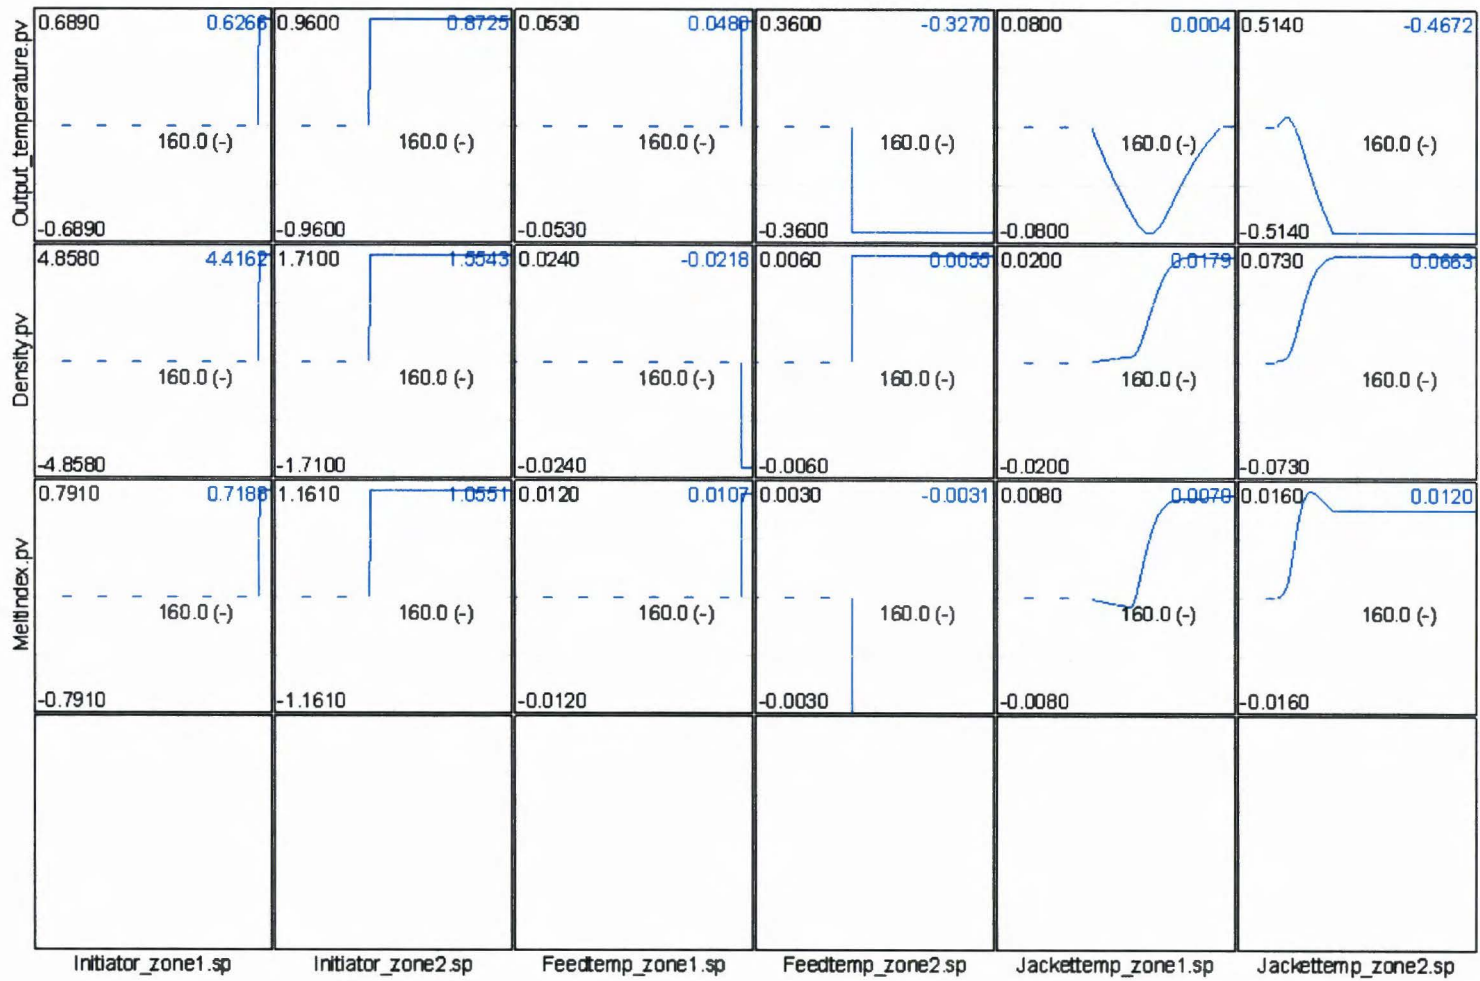 Output_temperature.pv
0.6890 0.6266 0.9600 0.8725 0.0530 0.0480 0.3600 -0.3270 0.0800 0.0004 0.5140 -0.4672
160.0 (-) 160.0 (-) 160.0 (-) 160.0 (-) 160.0 (-) 160.0 (-)
-0.6890 -0.9600 -0.0530 -0.3600 -0.0800 -0.5140
Density.pv
4.8580 4.4162 1.7100 1.5543 0.0240 -0.0218 0.0060 0.0055 0.0200 0.0179 0.0730 0.0663
160.0 (-) 160.0 (-) 160.0 (-) 160.0 (-) 160.0 (-) 160.0 (-)
-4.8580 -1.7100 -0.0240 -0.0060 -0.0200 -0.0730
MeltIndex.pv
0.7910 0.7188 1.1610 1.0551 0.0120 0.0107 0.0030 -0.0031 0.0080 0.0160 0.0120
160.0 (-) 160.0 (-) 160.0 (-) 160.0 (-) 160.0 (-) 160.0 (-)
-0.7910 -1.1610 -0.0120 -0.0030 -0.0080 -0.0160
Initiator_zone1.sp Initiator_zone2.sp Feedtemp_zone1.sp Feedtemp_zone2.sp Jackettemp_zone1.sp Jackettemp_zone2.sp